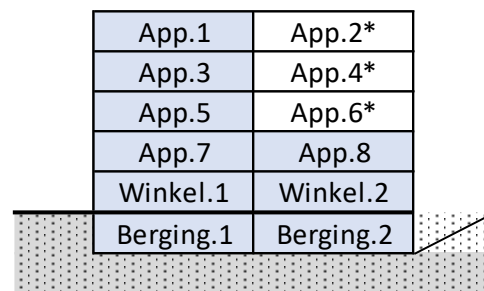 App.1 App.2*
App.3 App.4*
App.5 App.6*
App.7 App.8
Winkel.1 Winkel.2
Berging.1 Berging.2